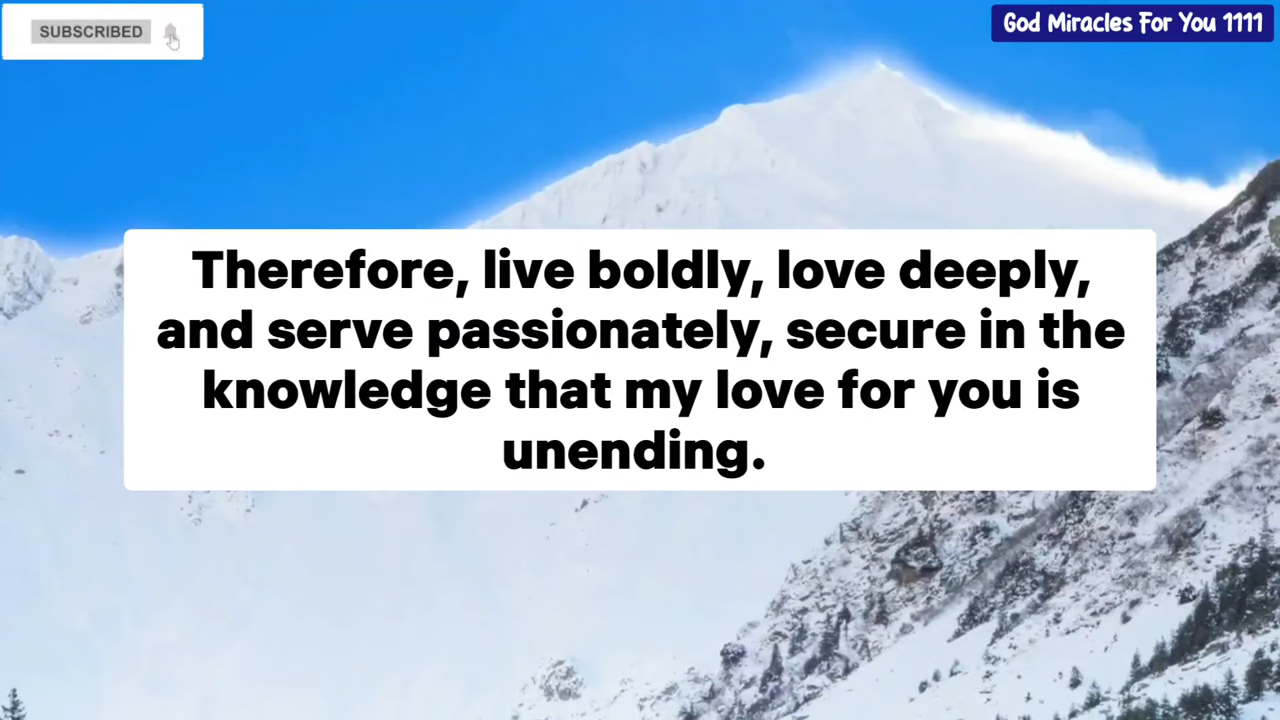 SUBSCRIBED
God Miracles For You 1111
Therefore, live boldly, love deeply,
and serve passionately, secure in the
knowledge that my love for you is
unending.